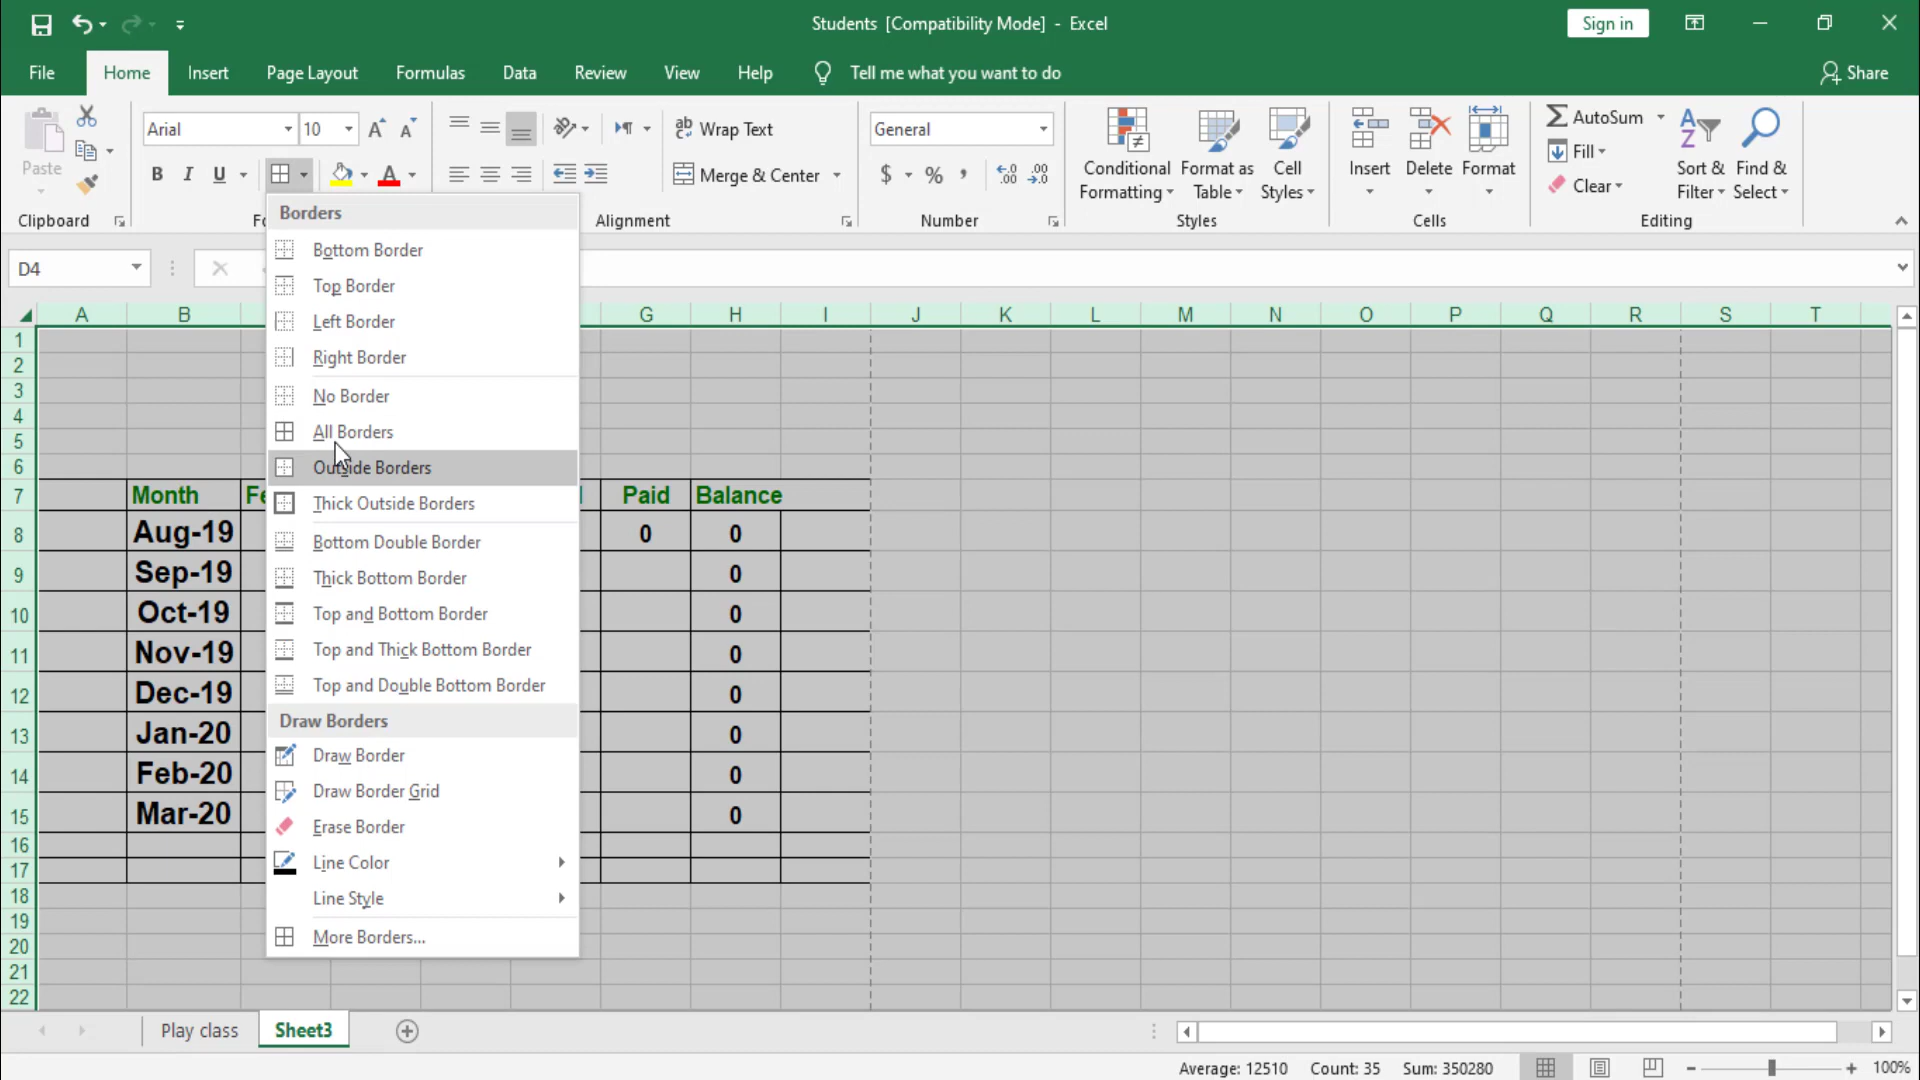 Students [Compatibility Mode] - Excel
Sign in
File Home Insert Page Layout Formulas Data Review View Help Tell me what you want to do Share
Paste
Clipboard
Arial 10
B I U A
Wrap Text
Merge & Center
Alignment
General
$ % ,
Number
Conditional Formatting
Format as Table
Cell Styles
Styles
Insert Delete Format
Cells
AutoSum
Fill
Clear
Sort & Filter
Find & Select
Editing
D4
Borders
Bottom Border
Top Border
Left Border
Right Border
No Border
All Borders
Outside Borders
Thick Outside Borders
Bottom Double Border
Thick Bottom Border
Top and Bottom Border
Top and Thick Bottom Border
Top and Double Bottom Border
Draw Borders
Draw Border
Draw Border Grid
Erase Border
Line Color
Line Style
More Borders...
A B G H I J K L M N O P Q R S T
1
2
3
4
5
6
7 Month Paid Balance
8 Aug-19 0 0
9 Sep-19 0
10 Oct-19 0
11 Nov-19 0
12 Dec-19 0
13 Jan-20 0
14 Feb-20 0
15 Mar-20 0
16
17
18
19
20
21
22
Play class Sheet3
Average: 12510 Count: 35 Sum: 350280 100%